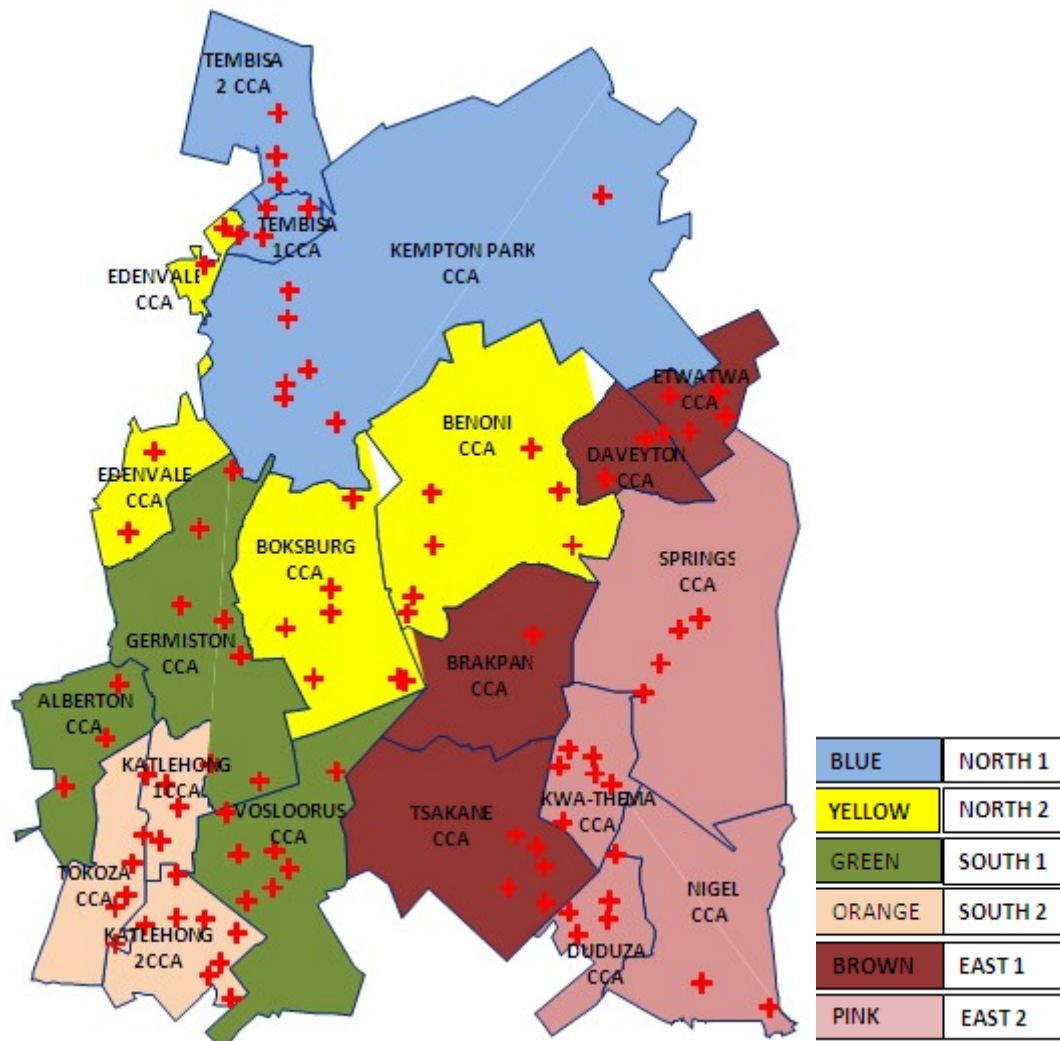 TEMBISA
2 CCA
TEMBISA
1CCA
KEMPTON PARK
CCA
EDENVALE
CCA
ETWATWA
CCA
BENONI
CCA
DAVEYTON
CCA
EDENVALE
CCA
BOKSBURG
CCA
SPRINGS
CCA
GERMISTON
CCA
BRAKPAN
CCA
ALBERTON
CCA
KATLEHONG
1CCA
VOSLOORUS
CCA
TSAKANE
CCA
KWA-THEMA
CCA
TOKOZA
CCA
NIGEL
CCA
KATLEHONG
2CCA
DUDUZA
CCA
BLUE NORTH 1
YELLOW NORTH 2
GREEN SOUTH 1
ORANGE SOUTH 2
BROWN EAST 1
PINK EAST 2